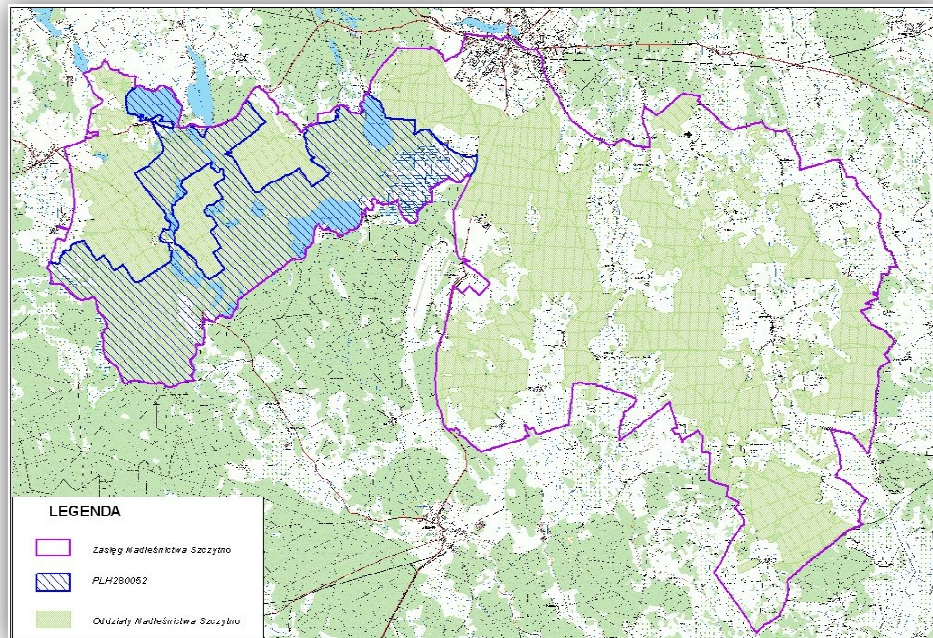 LEGENDA
Zasięg Nadleśnictwa Szczytno
PLH280052
Oddziały Nadleśnictwa Szczytno